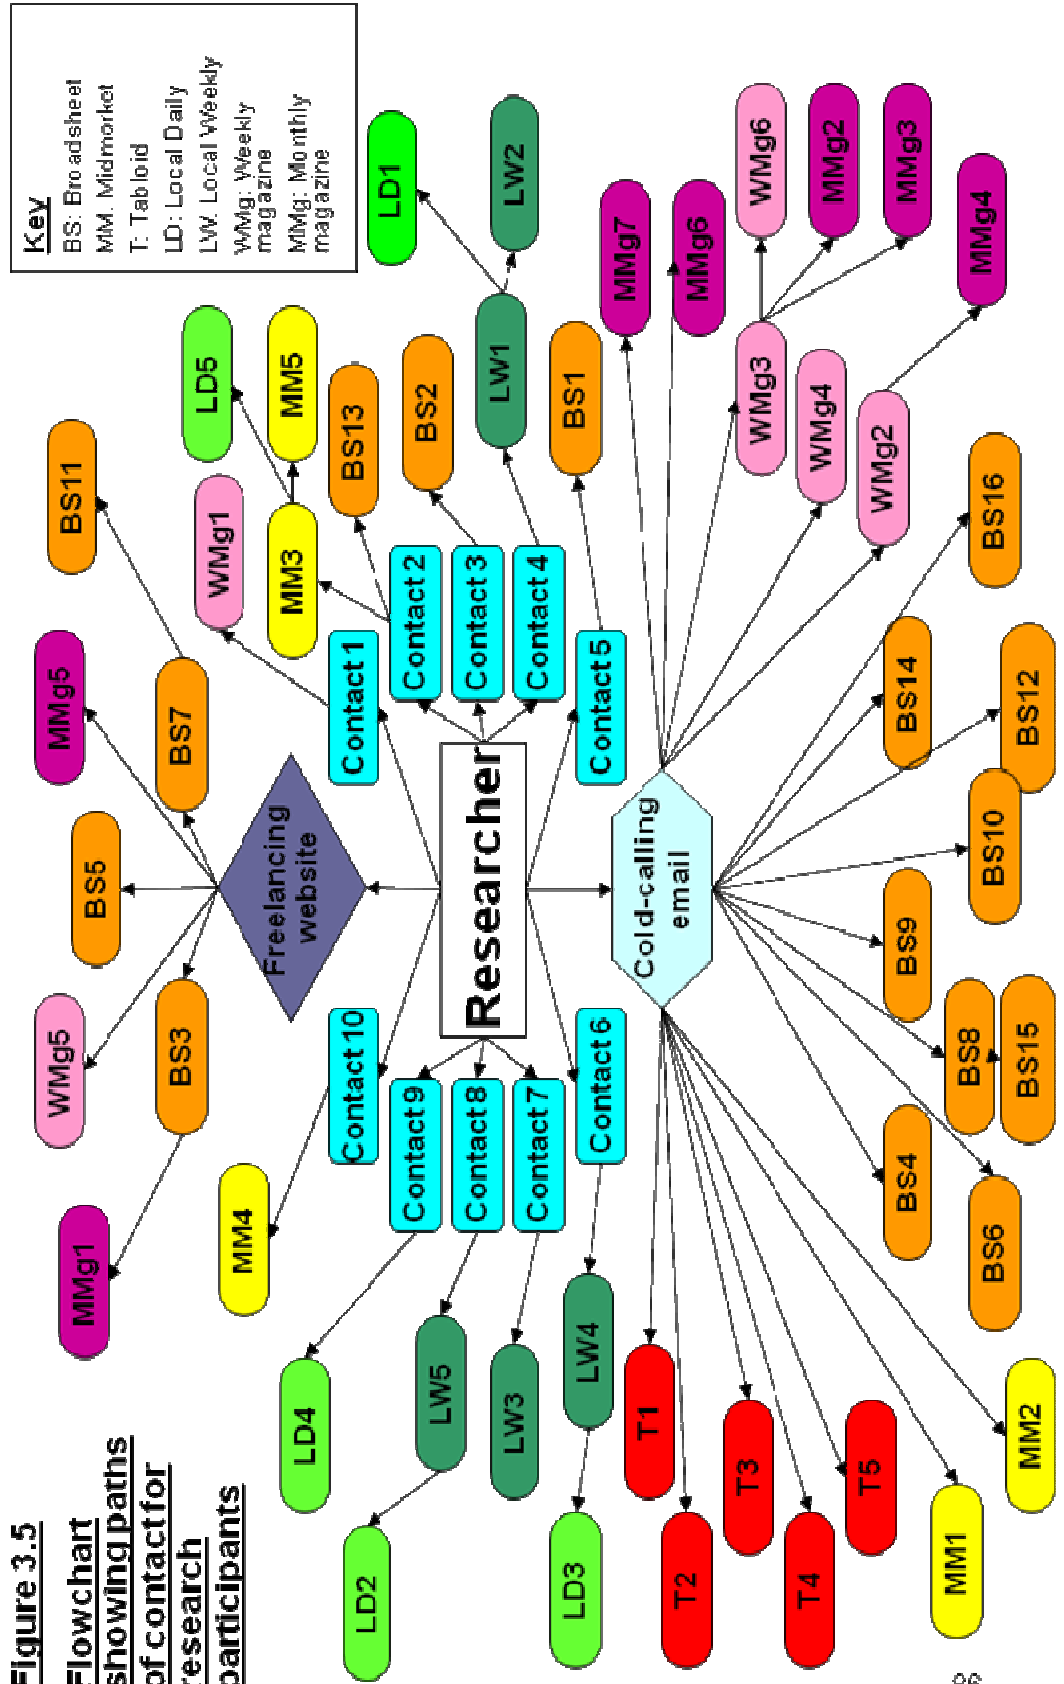 Figure 3.5
Flowchart
showing paths
of contact for
research
participants
Key
BS: Broadsheet
MM: Midmorket
T: Tabloid
LD: Local Daily
LW: Local Weekly
WMg: Weekly
magazine
MMg: Monthly
magazine
MMg1
WMg5
MMg5
BS5
BS11
BS3
BS7
MM4
WMg1
LD5
Freelancing
website
LD4
MM3
MM5
LD2
Contact 10
Contact 1
BS13
LD1
LW5
Contact 9
Contact 2
BS2
Contact 8
Contact 3
LW3
Contact 7
Contact 4
LW1
LW2
Researcher
LD3
LW4
Contact 6
Contact 5
BS1
T1
MMg7
Cold-calling
email
T2
MMg6
T3
WMg3
WMg6
T4
WMg4
MMg2
T5
WMg2
MMg3
BS4
BS9
BS14
MM1
BS8
MMg4
BS6
BS10
BS16
MM2
BS15
BS12